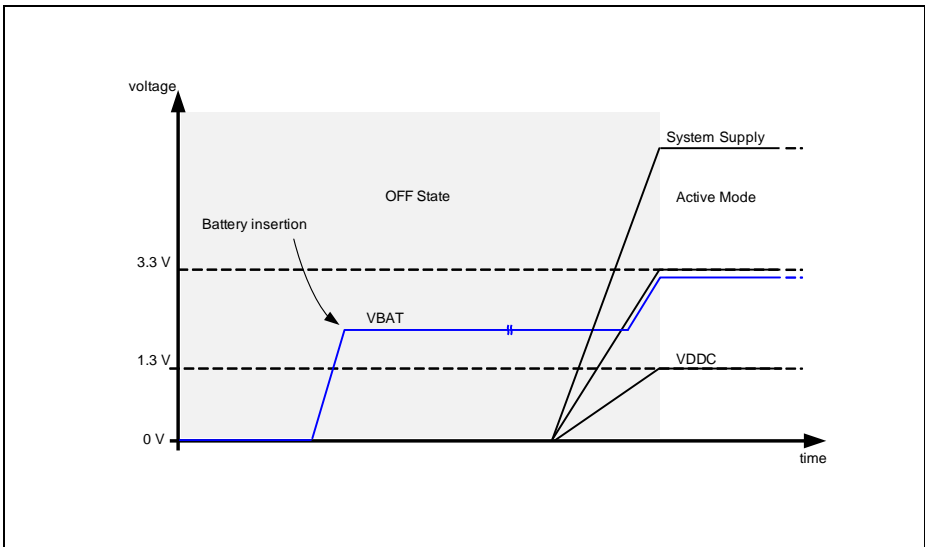 voltage
System Supply
OFF State
Active Mode
Battery insertion
3.3 V
VBAT
1.3 V
VDDC
0 V
time